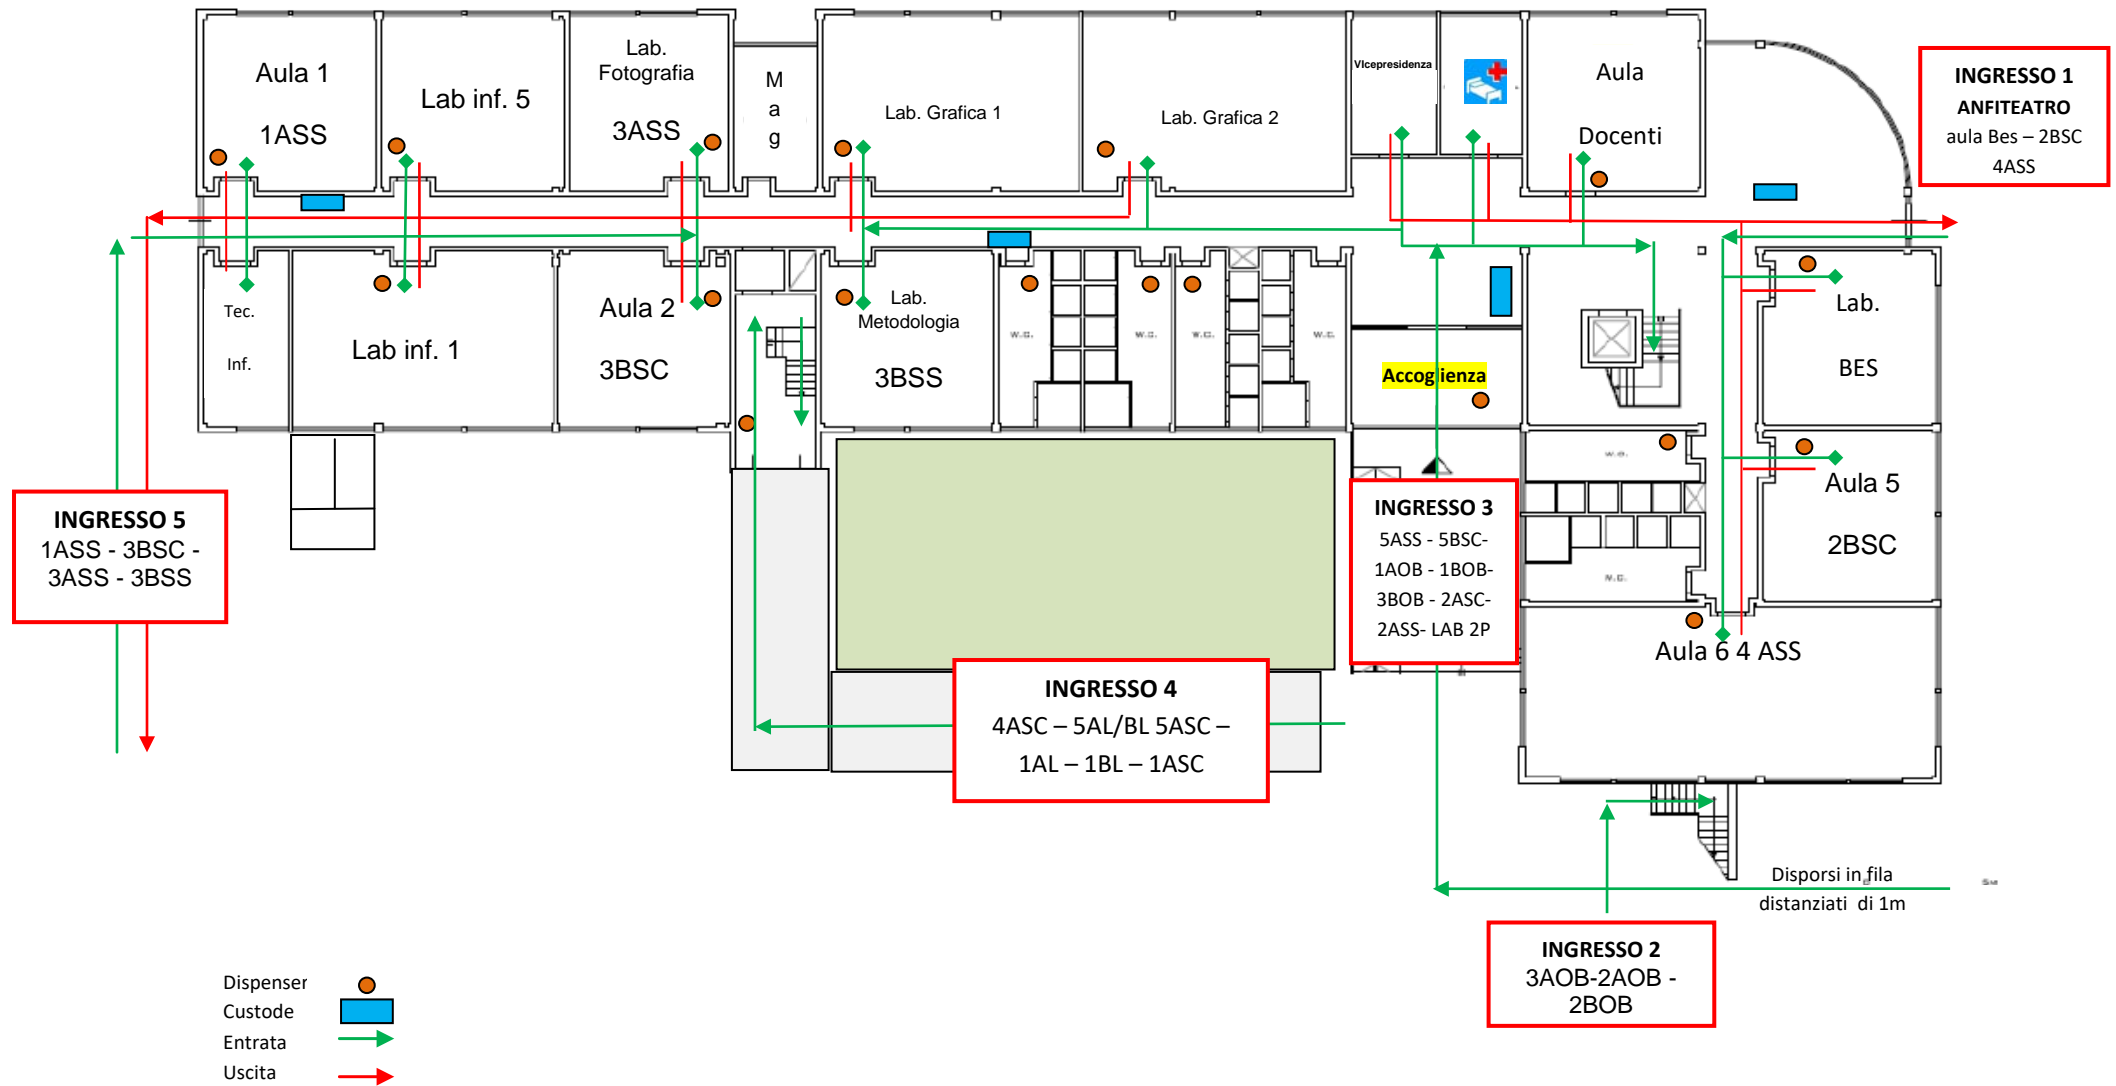 Aula 1
1ASS
Lab inf. 5
Lab.
Fotografia
3ASS
M
a
g
Lab. Grafica 1
Lab. Grafica 2
VIcepresidenza
Aula
Docenti
INGRESSO 1
ANFITEATRO
aula Bes – 2BSC
4ASS
Tec.
Inf.
Lab inf. 1
Aula 2
3BSC
Lab.
Metodologia
3BSS
W.C.
W.C.
W.C.
W.C.
Accoglienza
Lab.
BES
W.C.
Aula 5
2BSC
W.C.
Aula 6 4 ASS
INGRESSO 5
1ASS - 3BSC -
3ASS - 3BSS
INGRESSO 3
5ASS - 5BSC-
1AOB - 1BOB-
3BOB - 2ASC-
2ASS- LAB 2P
INGRESSO 4
4ASC – 5AL/BL 5ASC –
1AL – 1BL – 1ASC
Disporsi in fila
distanziati di 1m
INGRESSO 2
3AOB-2AOB -
2BOB
Dispenser
Custode
Entrata
Uscita